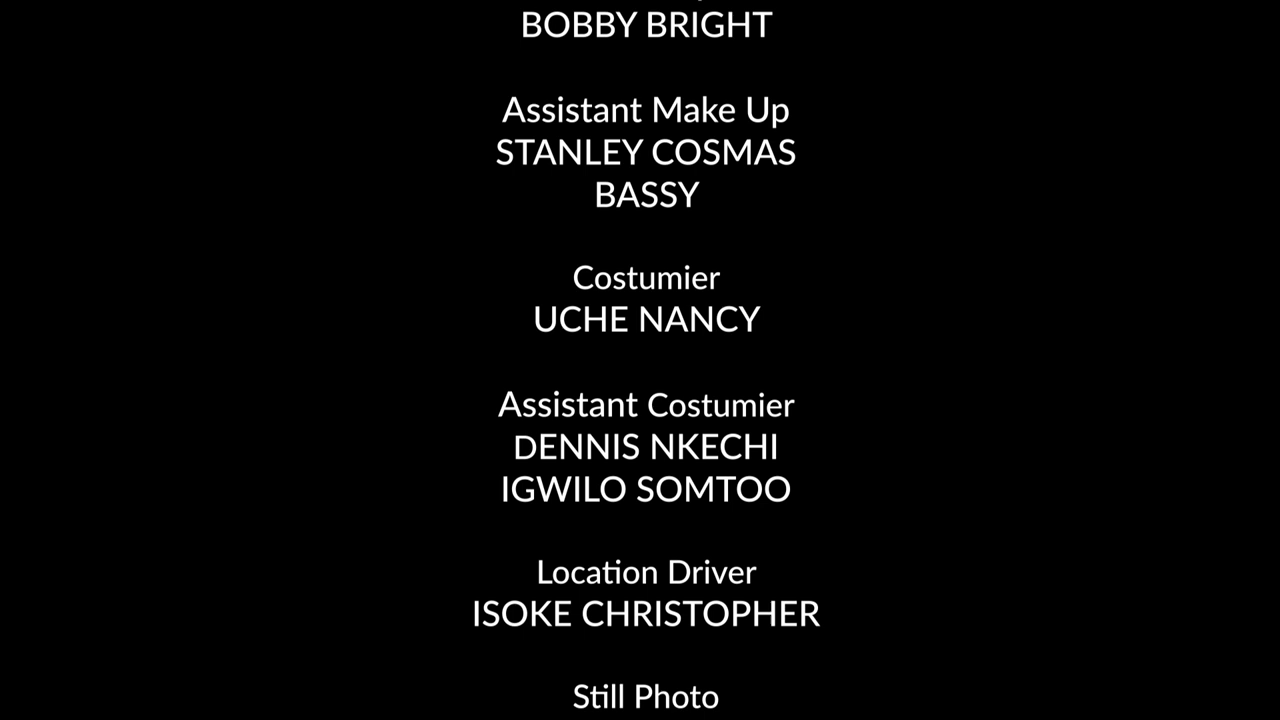 BOBBY BRIGHT
Assistant Make Up
STANLEY COSMAS
BASSY
Costumier
UCHE NANCY
Assistant Costumier
DENNIS NKECHI
IGWILO SOMTOO
Location Driver
ISOKE CHRISTOPHER
Still Photo